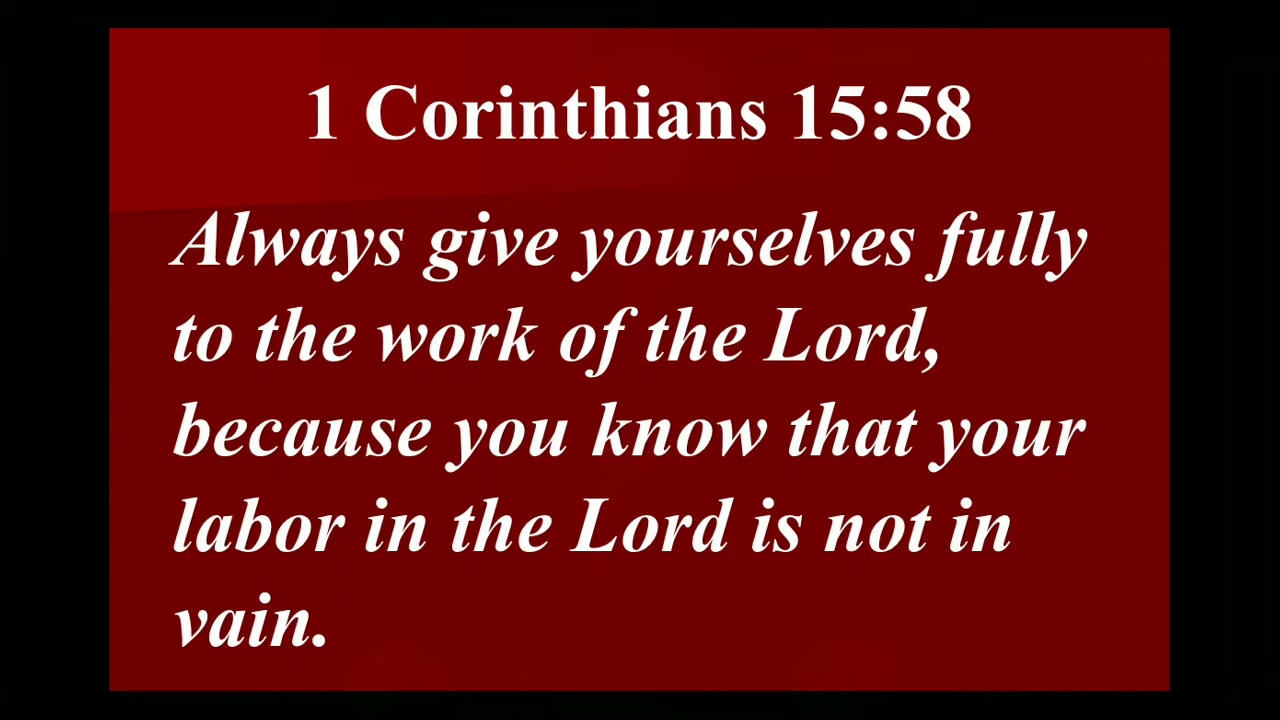 1 Corinthians 15:58
Always give yourselves fully
to the work of the Lord,
because you know that your
labor in the Lord is not in
vain.